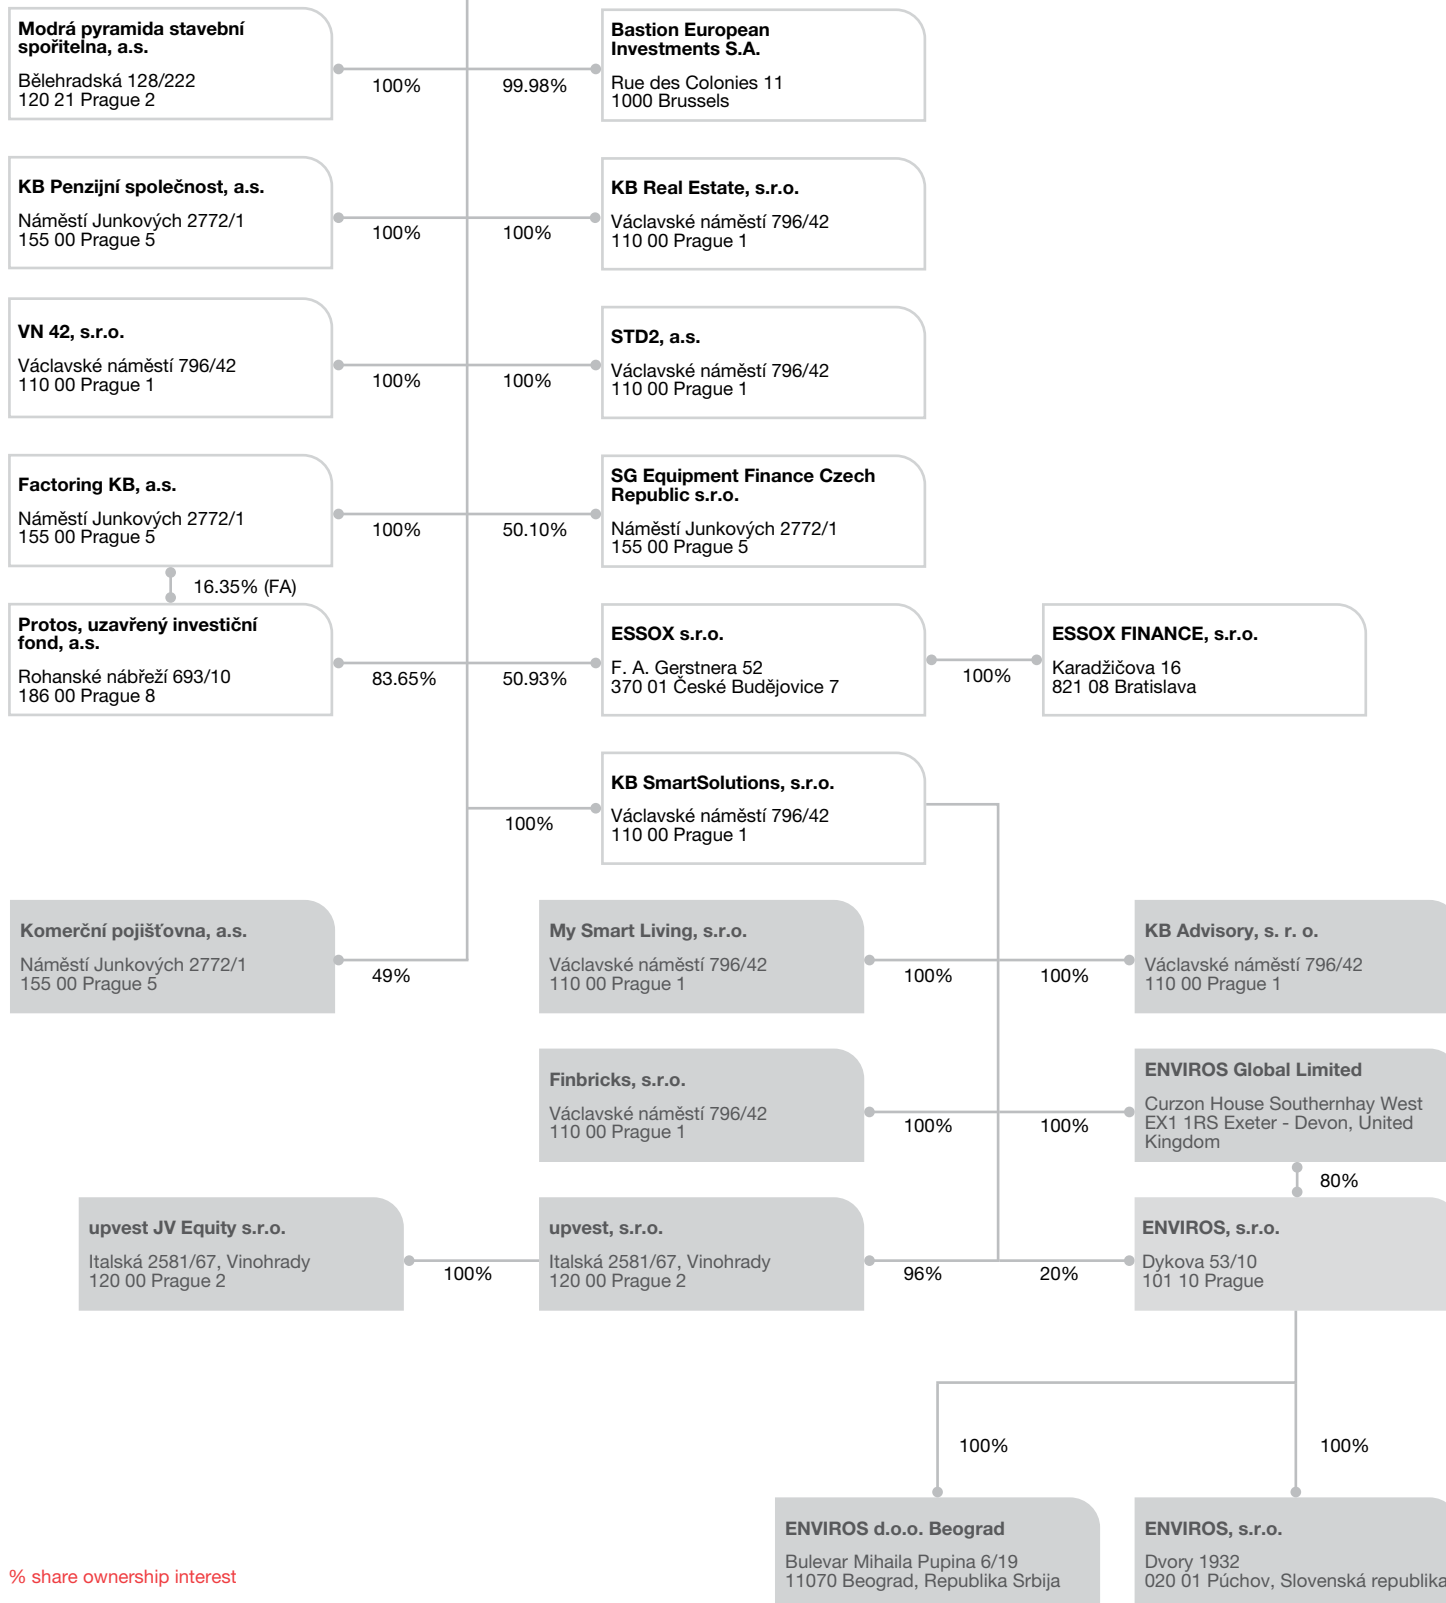 Modrá pyramida stavební
spořitelna, a.s.
Bělehradská 128/222
120 21 Prague 2
100%
99.98%
Bastion European
Investments S.A.
Rue des Colonies 11
1000 Brussels
KB Penzijní společnost, a.s.
Náměstí Junkových 2772/1
155 00 Prague 5
100%
100%
KB Real Estate, s.r.o.
Václavské náměstí 796/42
110 00 Prague 1
VN 42, s.r.o.
Václavské náměstí 796/42
110 00 Prague 1
100%
100%
STD2, a.s.
Václavské náměstí 796/42
110 00 Prague 1
Factoring KB, a.s.
Náměstí Junkových 2772/1
155 00 Prague 5
100%
50.10%
SG Equipment Finance Czech
Republic s.r.o.
Náměstí Junkových 2772/1
155 00 Prague 5
16.35% (FA)
Protos, uzavřený investiční
fond, a.s.
Rohanské nábřeží 693/10
186 00 Prague 8
83.65%
50.93%
ESSOX s.r.o.
F. A. Gerstnera 52
370 01 České Budějovice 7
100%
ESSOX FINANCE, s.r.o.
Karadžičova 16
821 08 Bratislava
100%
KB SmartSolutions, s.r.o.
Václavské náměstí 796/42
110 00 Prague 1
Komerční pojišťovna, a.s.
Náměstí Junkových 2772/1
155 00 Prague 5
49%
My Smart Living, s.r.o.
Václavské náměstí 796/42
110 00 Prague 1
100%
100%
KB Advisory, s. r. o.
Václavské náměstí 796/42
110 00 Prague 1
Finbricks, s.r.o.
Václavské náměstí 796/42
110 00 Prague 1
100%
100%
ENVIROS Global Limited
Curzon House Southernhay West
EX1 1RS Exeter - Devon, United
Kingdom
80%
upvest JV Equity s.r.o.
Italská 2581/67, Vinohrady
120 00 Prague 2
100%
upvest, s.r.o.
Italská 2581/67, Vinohrady
120 00 Prague 2
96%
20%
ENVIROS, s.r.o.
Dykova 53/10
101 10 Prague
100%
100%
ENVIROS d.o.o. Beograd
Bulevar Mihaila Pupina 6/19
11070 Beograd, Republika Srbija
ENVIROS, s.r.o.
Dvory 1932
020 01 Púchov, Slovenská republika
% share ownership interest